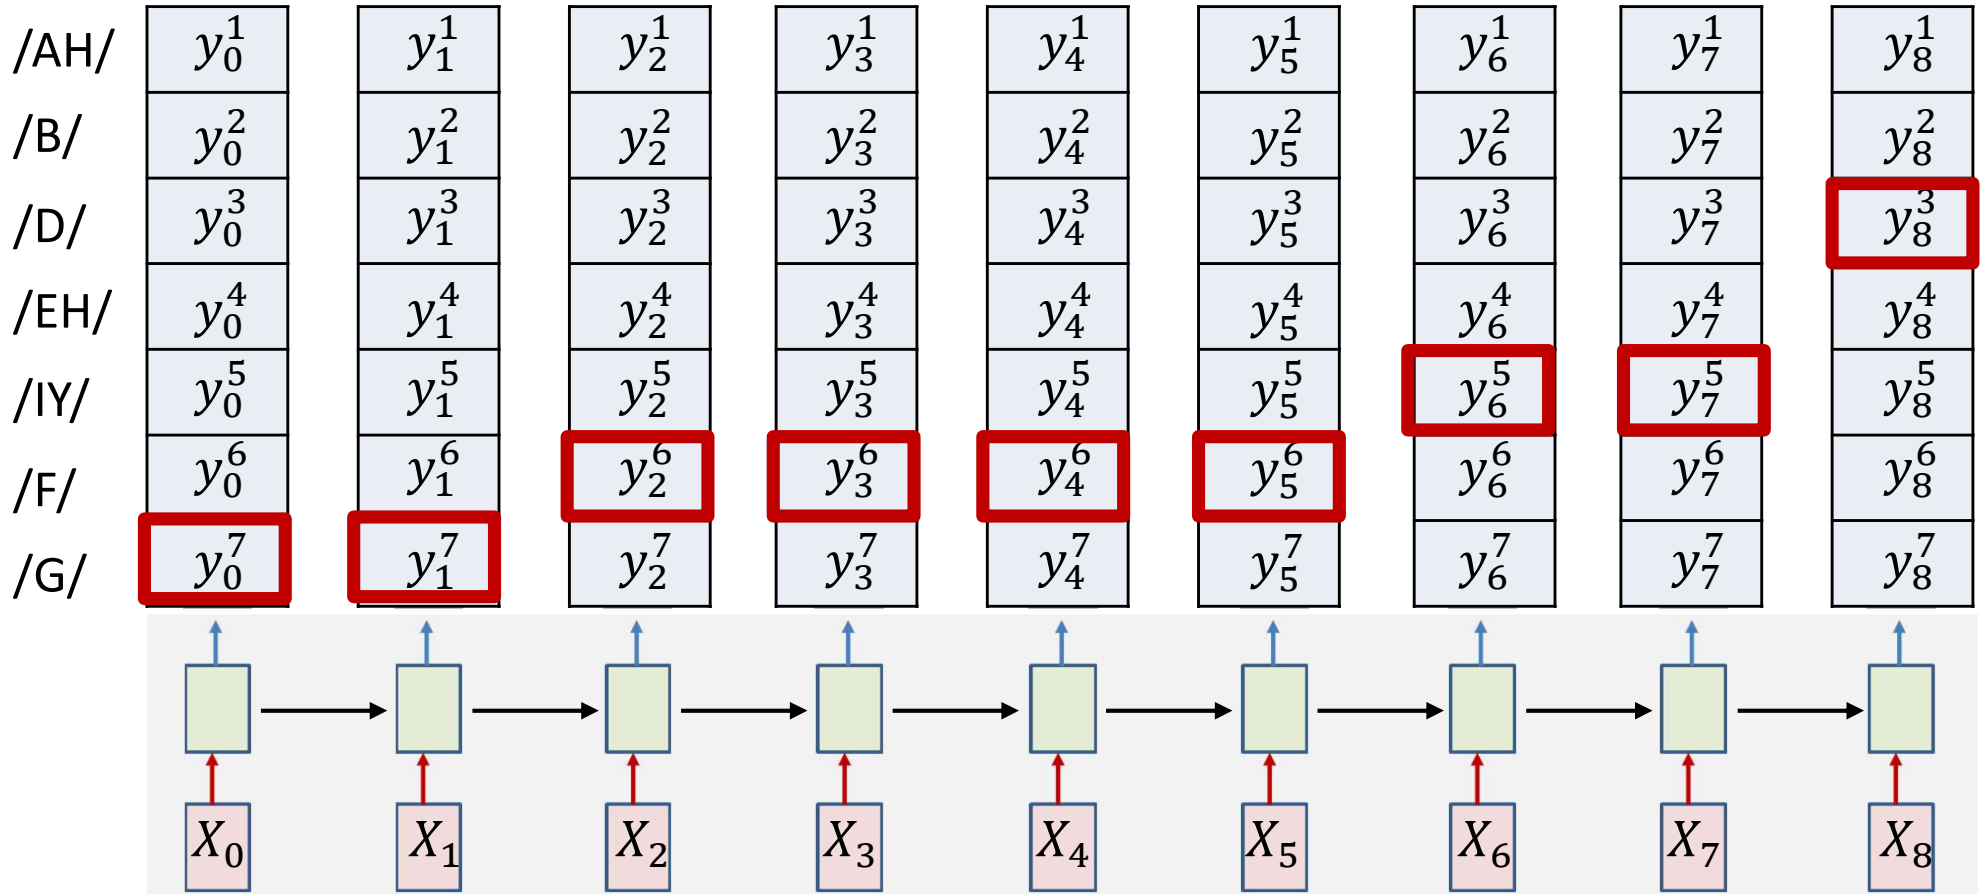 /AH/ y_0^1 y_1^1 y_2^1 y_3^1 y_4^1 y_5^1 y_6^1 y_7^1 y_8^1
/B/ y_0^2 y_1^2 y_2^2 y_3^2 y_4^2 y_5^2 y_6^2 y_7^2 y_8^2
/D/ y_0^3 y_1^3 y_2^3 y_3^3 y_4^3 y_5^3 y_6^3 y_7^3 y_8^3
/EH/ y_0^4 y_1^4 y_2^4 y_3^4 y_4^4 y_5^4 y_6^4 y_7^4 y_8^4
/IY/ y_0^5 y_1^5 y_2^5 y_3^5 y_4^5 y_5^5 y_6^5 y_7^5 y_8^5
/F/ y_0^6 y_1^6 y_2^6 y_3^6 y_4^6 y_5^6 y_6^6 y_7^6 y_8^6
/G/ y_0^7 y_1^7 y_2^7 y_3^7 y_4^7 y_5^7 y_6^7 y_7^7 y_8^7
X_0 X_1 X_2 X_3 X_4 X_5 X_6 X_7 X_8